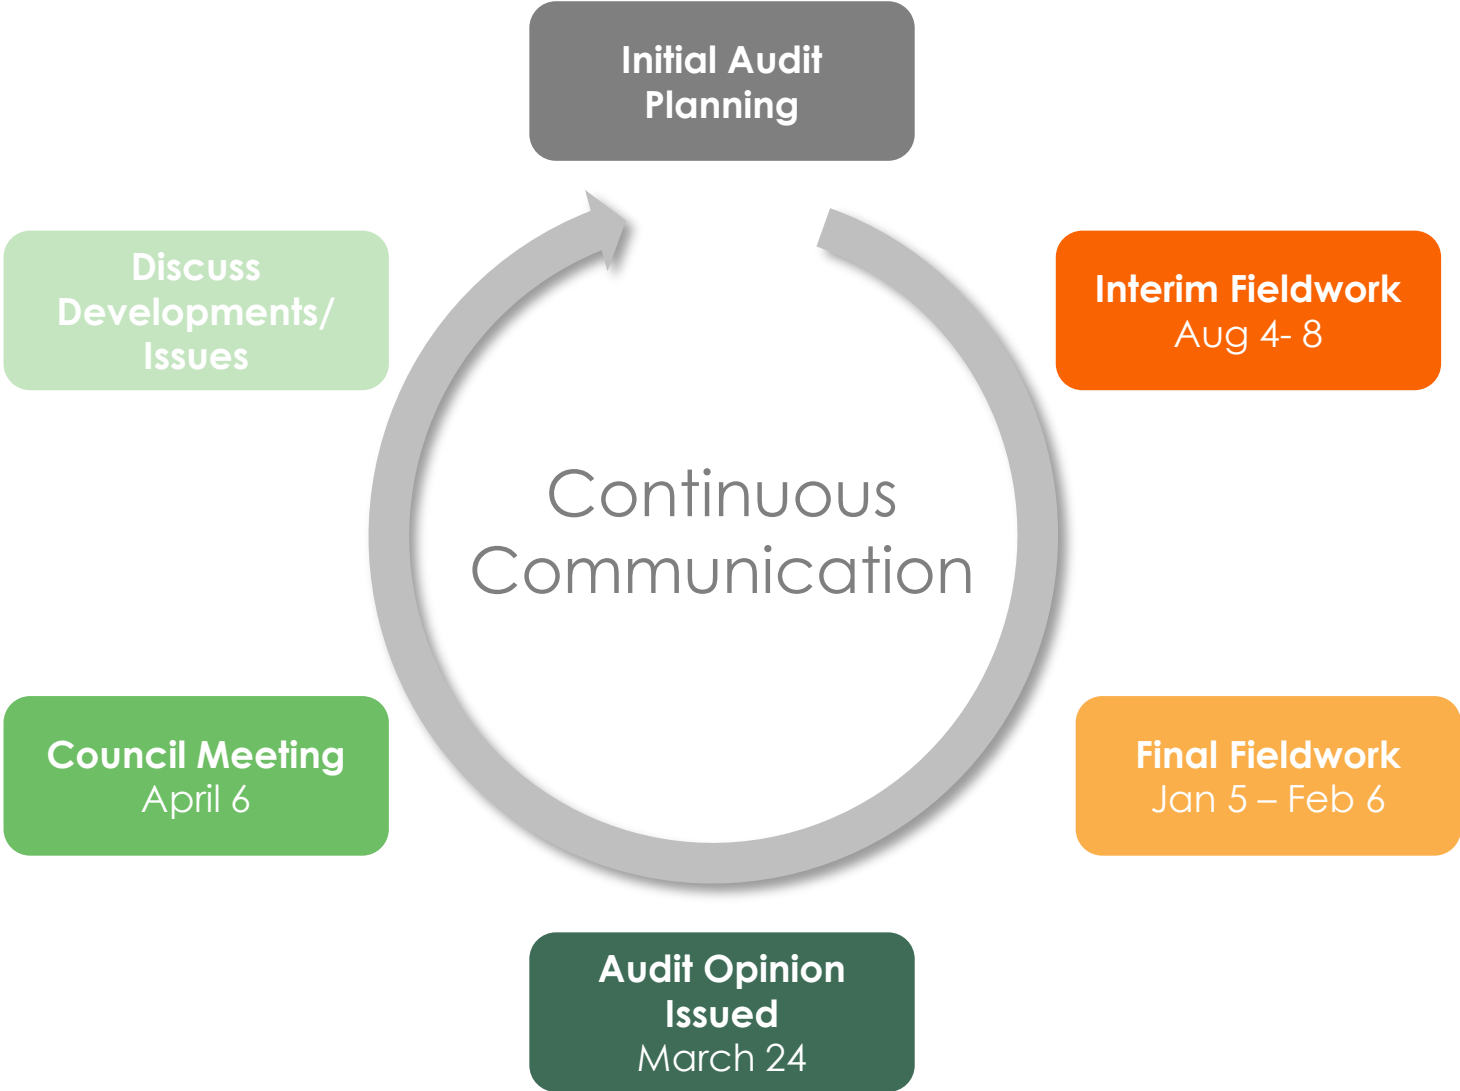 Initial Audit
Planning
Interim Fieldwork
Aug 4- 8
Final Fieldwork
Jan 5 – Feb 6
Audit Opinion
Issued
March 24
Council Meeting
April 6
Discuss
Developments/
Issues
Continuous
Communication